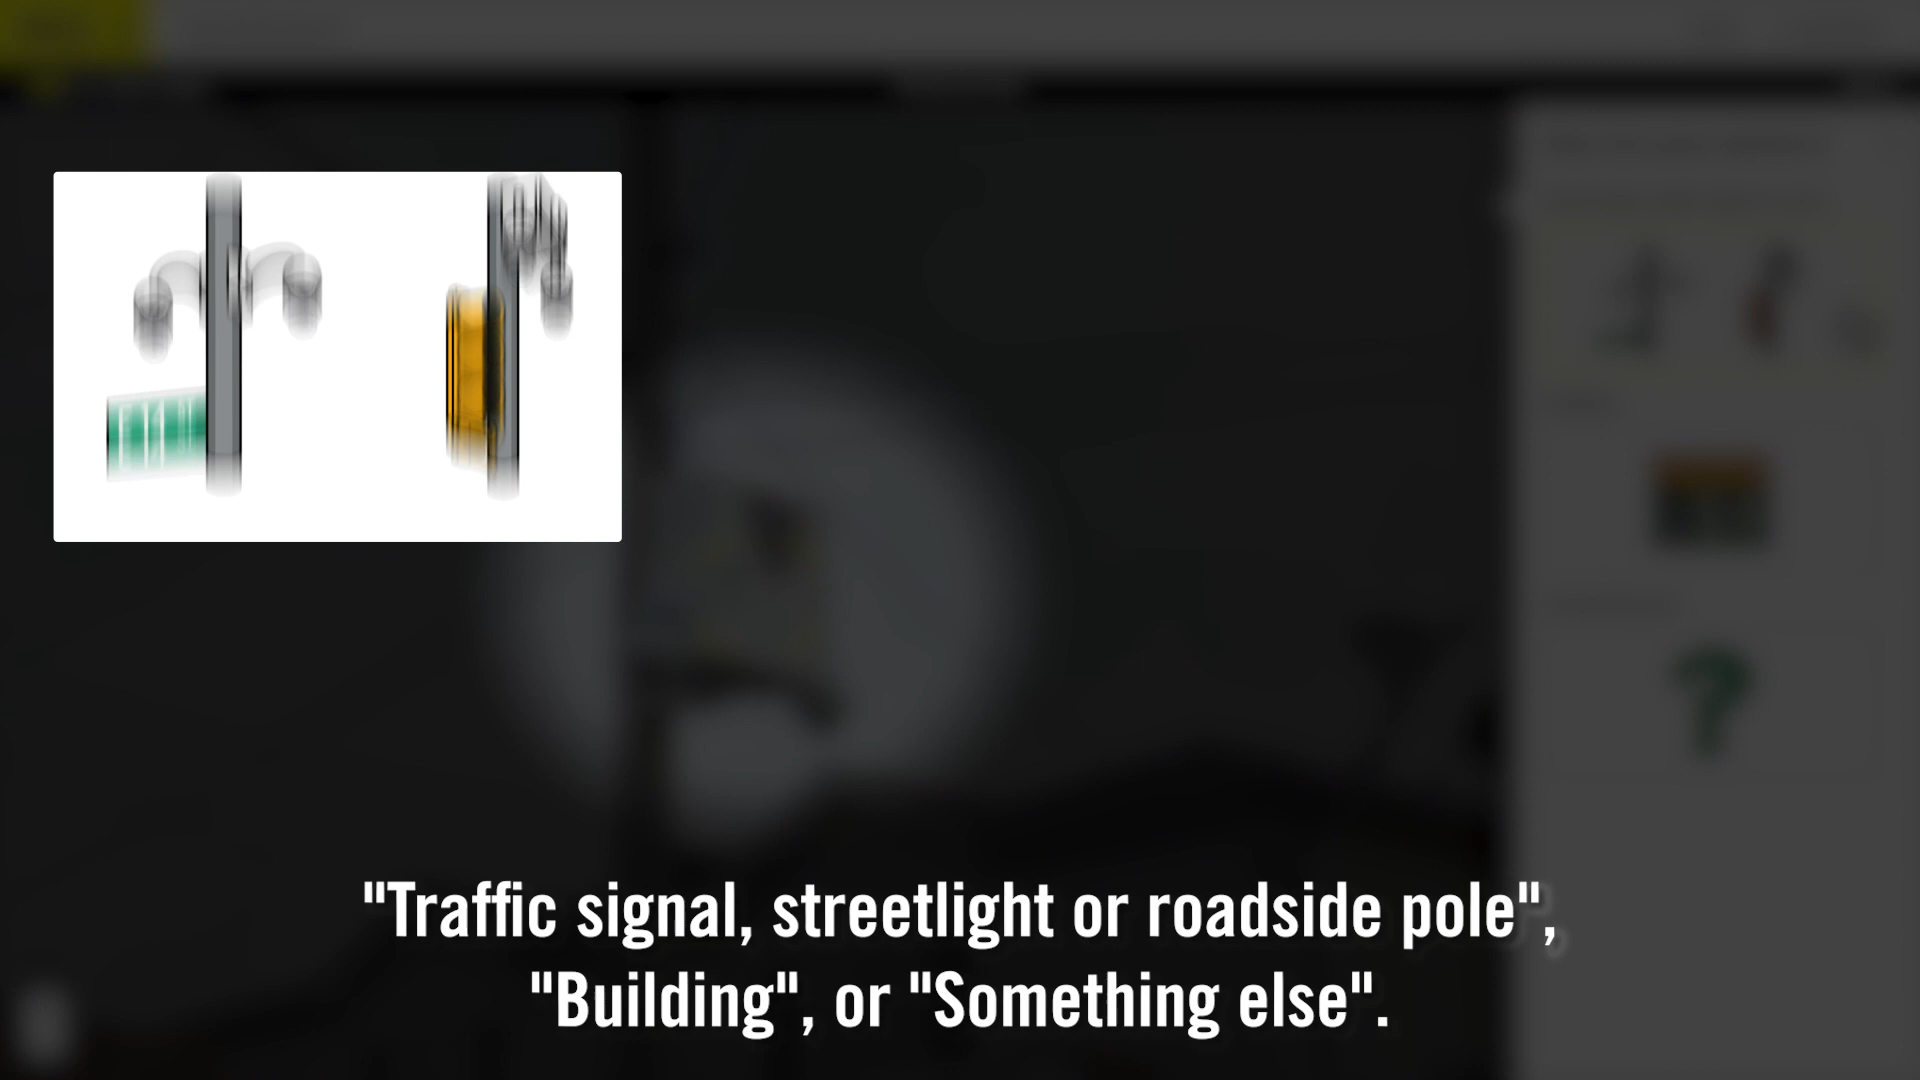 "Traffic signal, streetlight or roadside pole",
"Building", or "Something else".